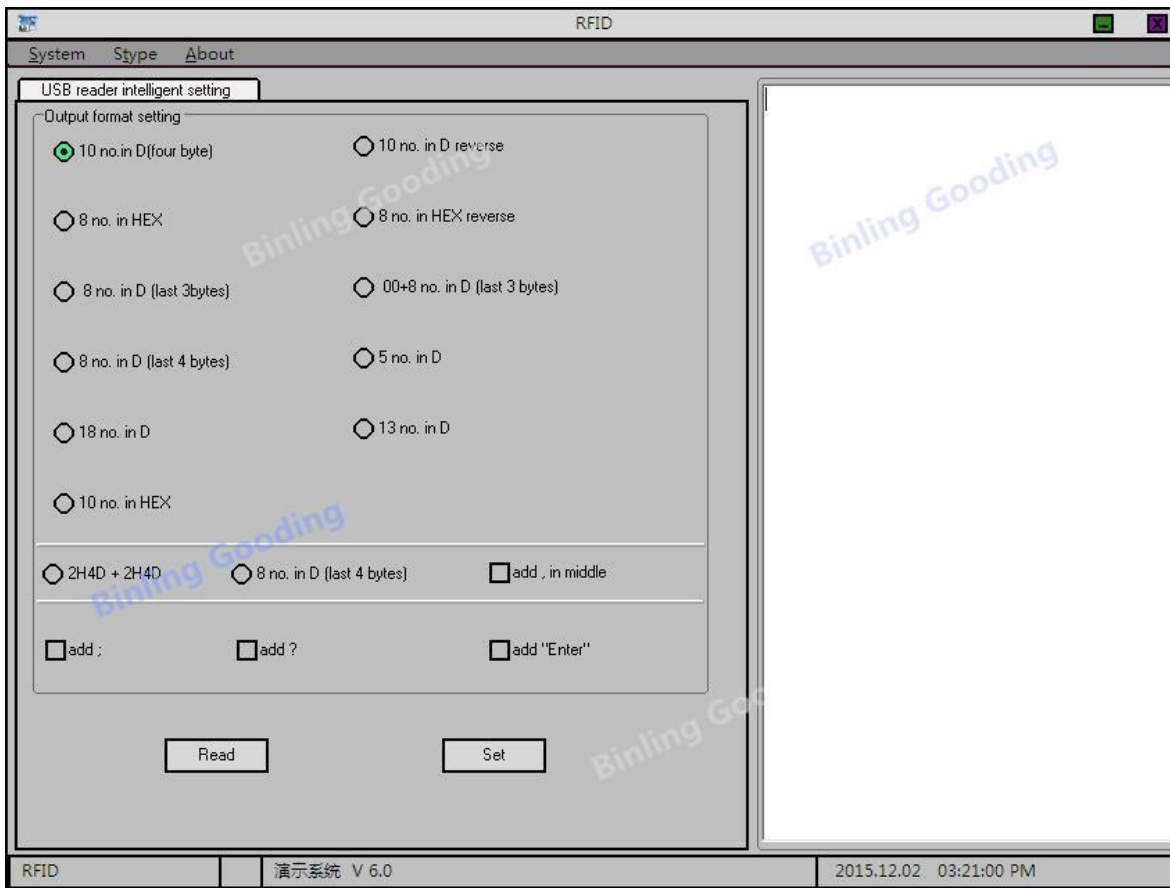 RFID
System Stype About
USB reader intelligent setting
Output format setting
10 no.in D(four byte) 10 no. in D reverse
8 no. in HEX 8 no. in HEX reverse
8 no. in D (last 3bytes) 00+8 no. in D (last 3 bytes)
8 no. in D (last 4 bytes) 5 no. in D
18 no. in D 13 no. in D
10 no. in HEX
2H4D + 2H4D 8 no. in D (last 4 bytes) add , in middle
add ; add ? add "Enter"
Read Set
RFID 演示系统 V 6.0 2015.12.02 03:21:00 PM
Binling Gooding
Binling Gooding
Binling Gooding
Binling Gooding